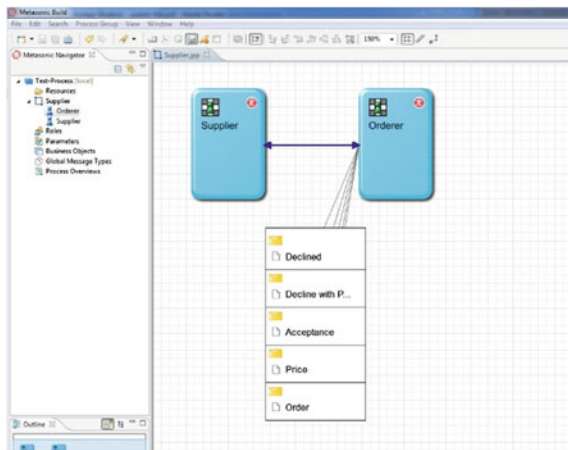 Metasonic Build
File Edit Search Process Group View Window Help
150%
Metasonic Navigator
Supplier.jpp
Test-Process [local]
Resources
Supplier
Orderer
Supplier
Roles
Parameters
Business Objects
Global Message Types
Process Overviews
Supplier
Orderer
Declined
Decline with P...
Acceptance
Price
Order
Outline